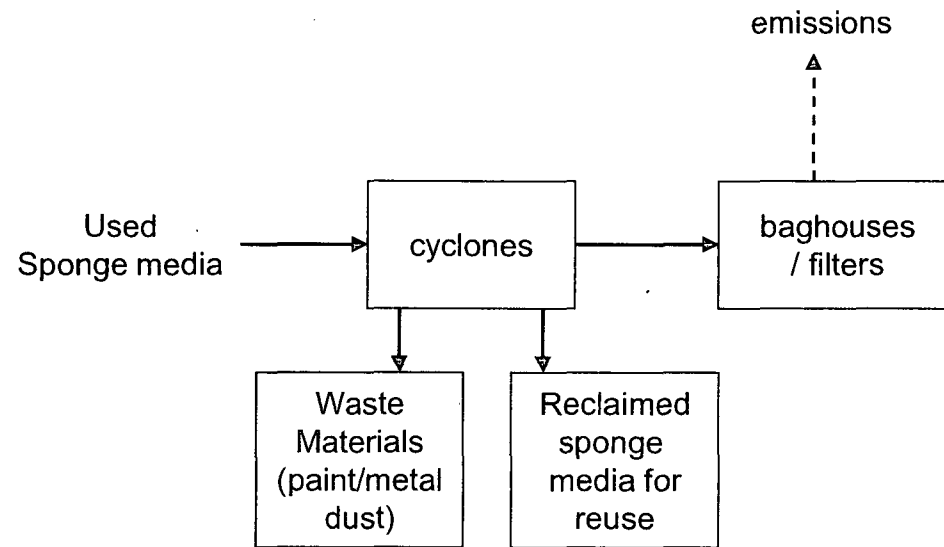 emissions
Used
Sponge media
cyclones
baghouses
/ filters
Waste
Materials
(paint/metal
dust)
Reclaimed
sponge
media for
reuse